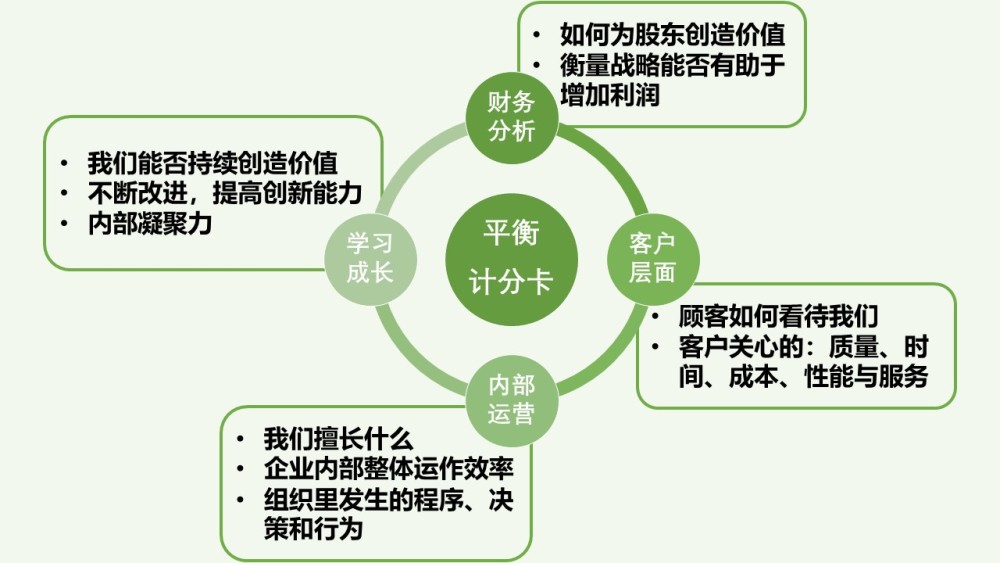 • 如何为股东创造价值
• 衡量战略能否有助于
增加利润
财务
分析
• 我们能否持续创造价值
• 不断改进，提高创新能力
• 内部凝聚力
学习
成长
平衡
计分卡
客户
层面
• 顾客如何看待我们
• 客户关心的：质量、时
间、成本、性能与服务
内部
运营
• 我们擅长什么
• 企业内部整体运作效率
• 组织里发生的程序、决
策和行为